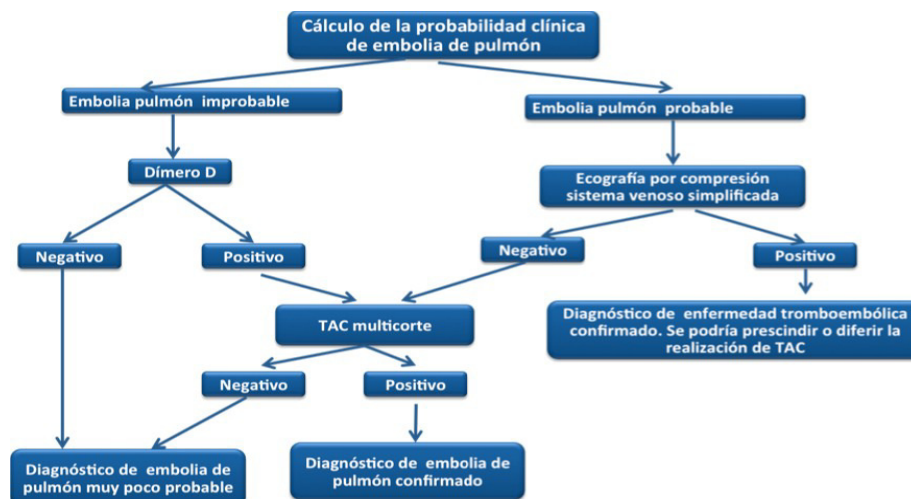 Cálculo de la probabilidad clínica
de embolia de pulmón
Embolia pulmón improbable
Embolia pulmón probable
Dímero D
Ecografía por compresión
sistema venoso simplificada
Negativo
Positivo
Negativo
Positivo
TAC multicorte
Diagnóstico de enfermedad tromboembólica
confirmado. Se podría prescindir o diferir la
realización de TAC
Negativo
Positivo
Diagnóstico de embolia de
pulmón muy poco probable
Diagnóstico de embolia de
pulmón confirmado